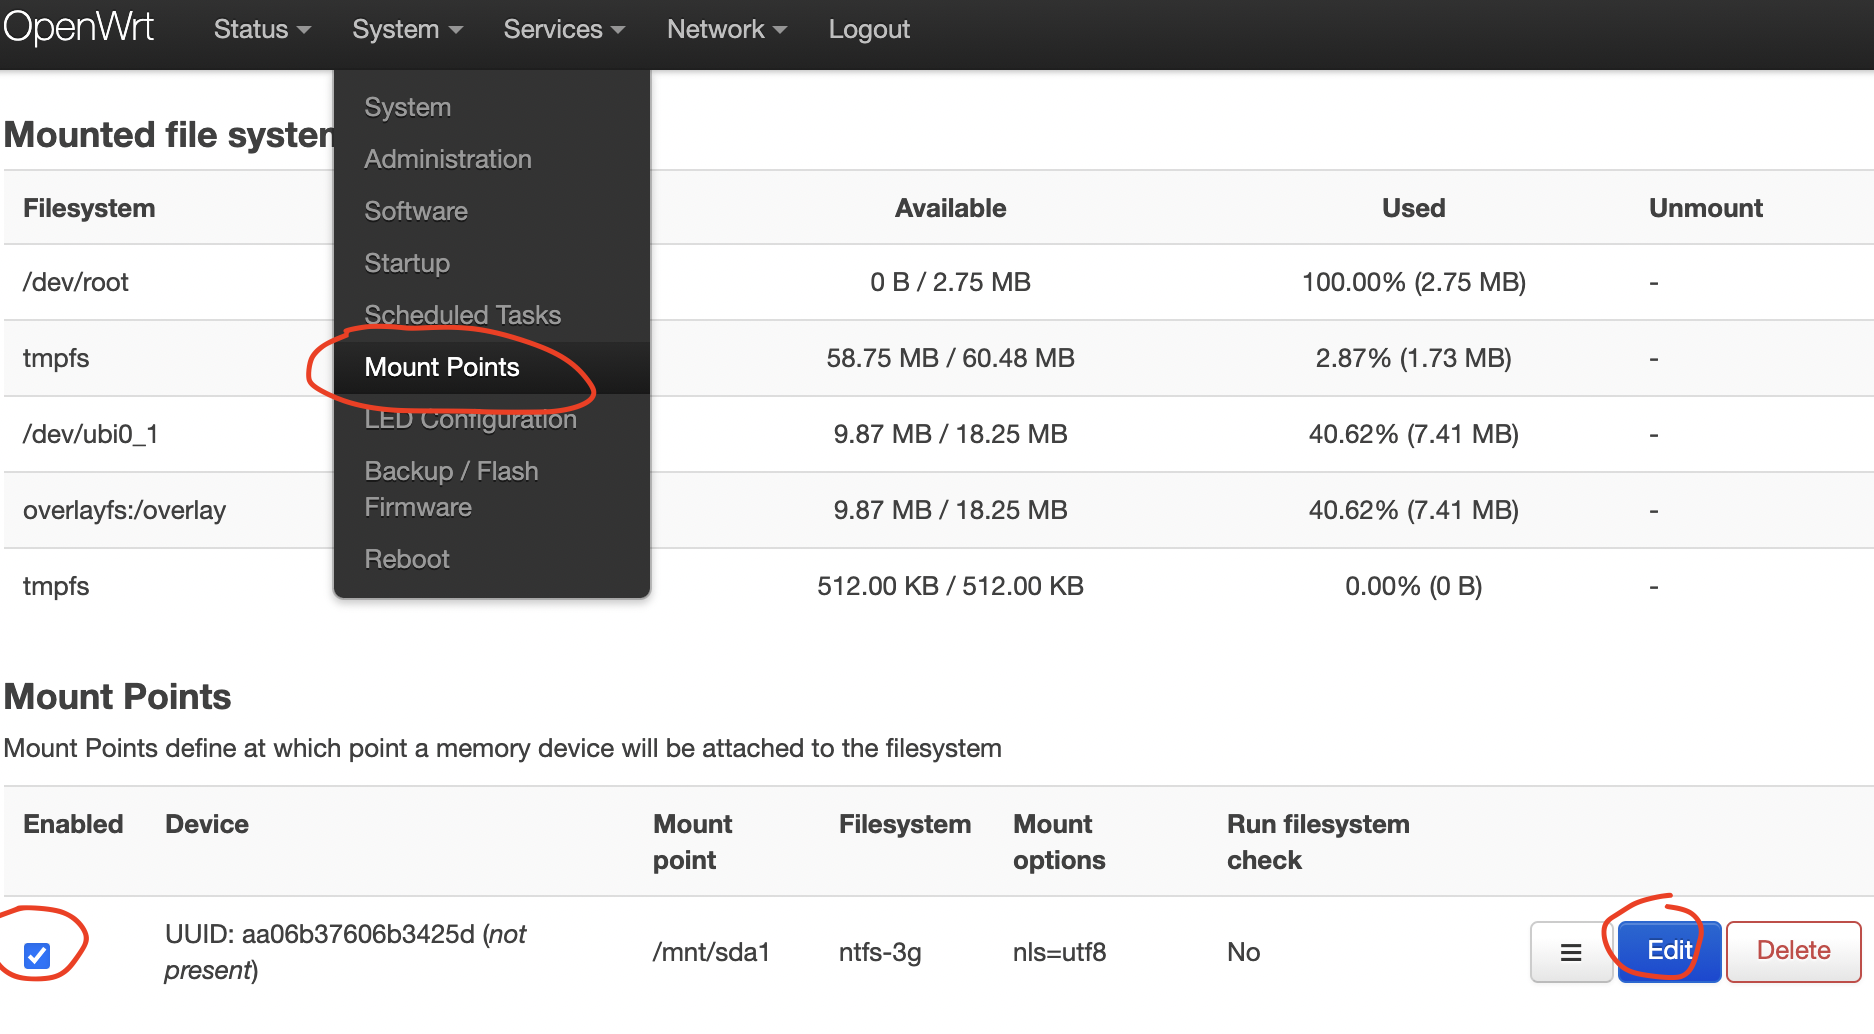 OpenWrt Status System Services Network Logout
System
Administration
Software
Startup
Scheduled Tasks
Mount Points
LED Configuration
Backup / Flash
Firmware
Reboot
Mounted file system
Filesystem Available Used Unmount
/dev/root 0 B / 2.75 MB 100.00% (2.75 MB) -
tmpfs 58.75 MB / 60.48 MB 2.87% (1.73 MB) -
/dev/ubi0_1 9.87 MB / 18.25 MB 40.62% (7.41 MB) -
overlayfs:/overlay 9.87 MB / 18.25 MB 40.62% (7.41 MB) -
tmpfs 512.00 KB / 512.00 KB 0.00% (0 B) -
Mount Points
Mount Points define at which point a memory device will be attached to the filesystem
Enabled Device Mount point Filesystem Mount options Run filesystem check
UUID: aa06b37606b3425d (not present) /mnt/sda1 ntfs-3g nls=utf8 No ☰ Edit Delete